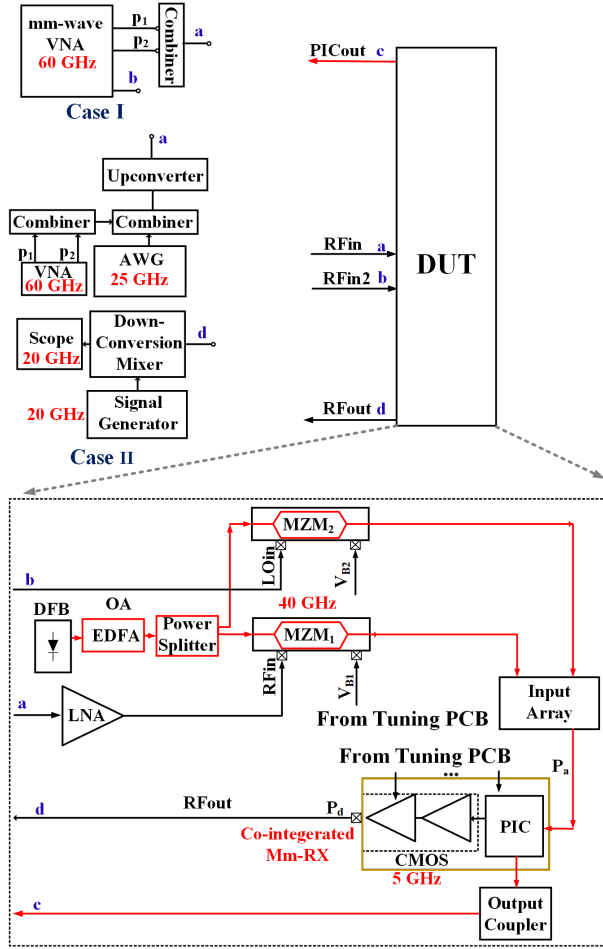 mm-wave
VNA
60 GHz
p1
p2
b
Combiner
a
Case I
a
Upconverter
Combiner
Combiner
p1
p2
VNA
60 GHz
AWG
25 GHz
Scope
20 GHz
Down-
Conversion
Mixer
d
20 GHz
Signal
Generator
Case II
PICout c
RFin a
RFin2 b
RFout d
DUT
MZM2
LOin
VB2
b
40 GHz
DFB
OA
EDFA
Power
Splitter
MZM1
RFin
VB1
a
LNA
From Tuning PCB
Input
Array
From Tuning PCB
...
Pa
RFout
d
Pd
PIC
Co-integerated
Mm-RX
CMOS
5 GHz
c
Output
Coupler